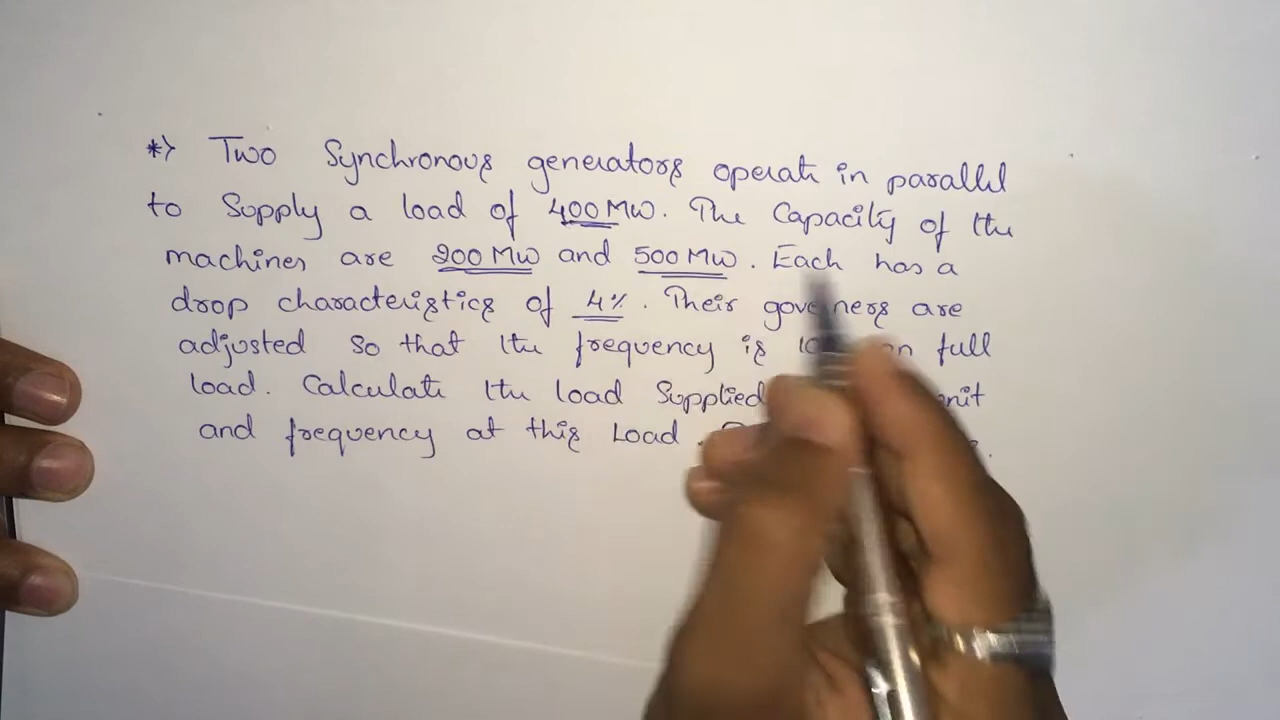 *> Two Synchronous generators operate in parallel
to Supply a load of 400 MW. The Capacity of the
machines are 200 MW and 500 MW. Each has a
drop characteristics of 4%. Their governers are
adjusted so that the frequency is full
load. Calculate the load Supplied unit
and frequency at this Load.